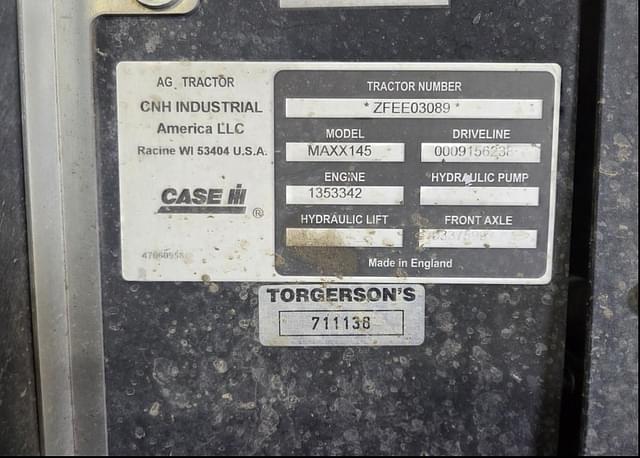 AG TRACTOR
CNH INDUSTRIAL
America LLC
Racine WI 53404 U.S.A.
CASE IH ®
TRACTOR NUMBER
* ZFEE03089 *
MODEL
MAXX145
DRIVELINE
ENGINE
1353342
HYDRAULIC PUMP
HYDRAULIC LIFT
FRONT AXLE
Made in England
TORGERSON'S
711138